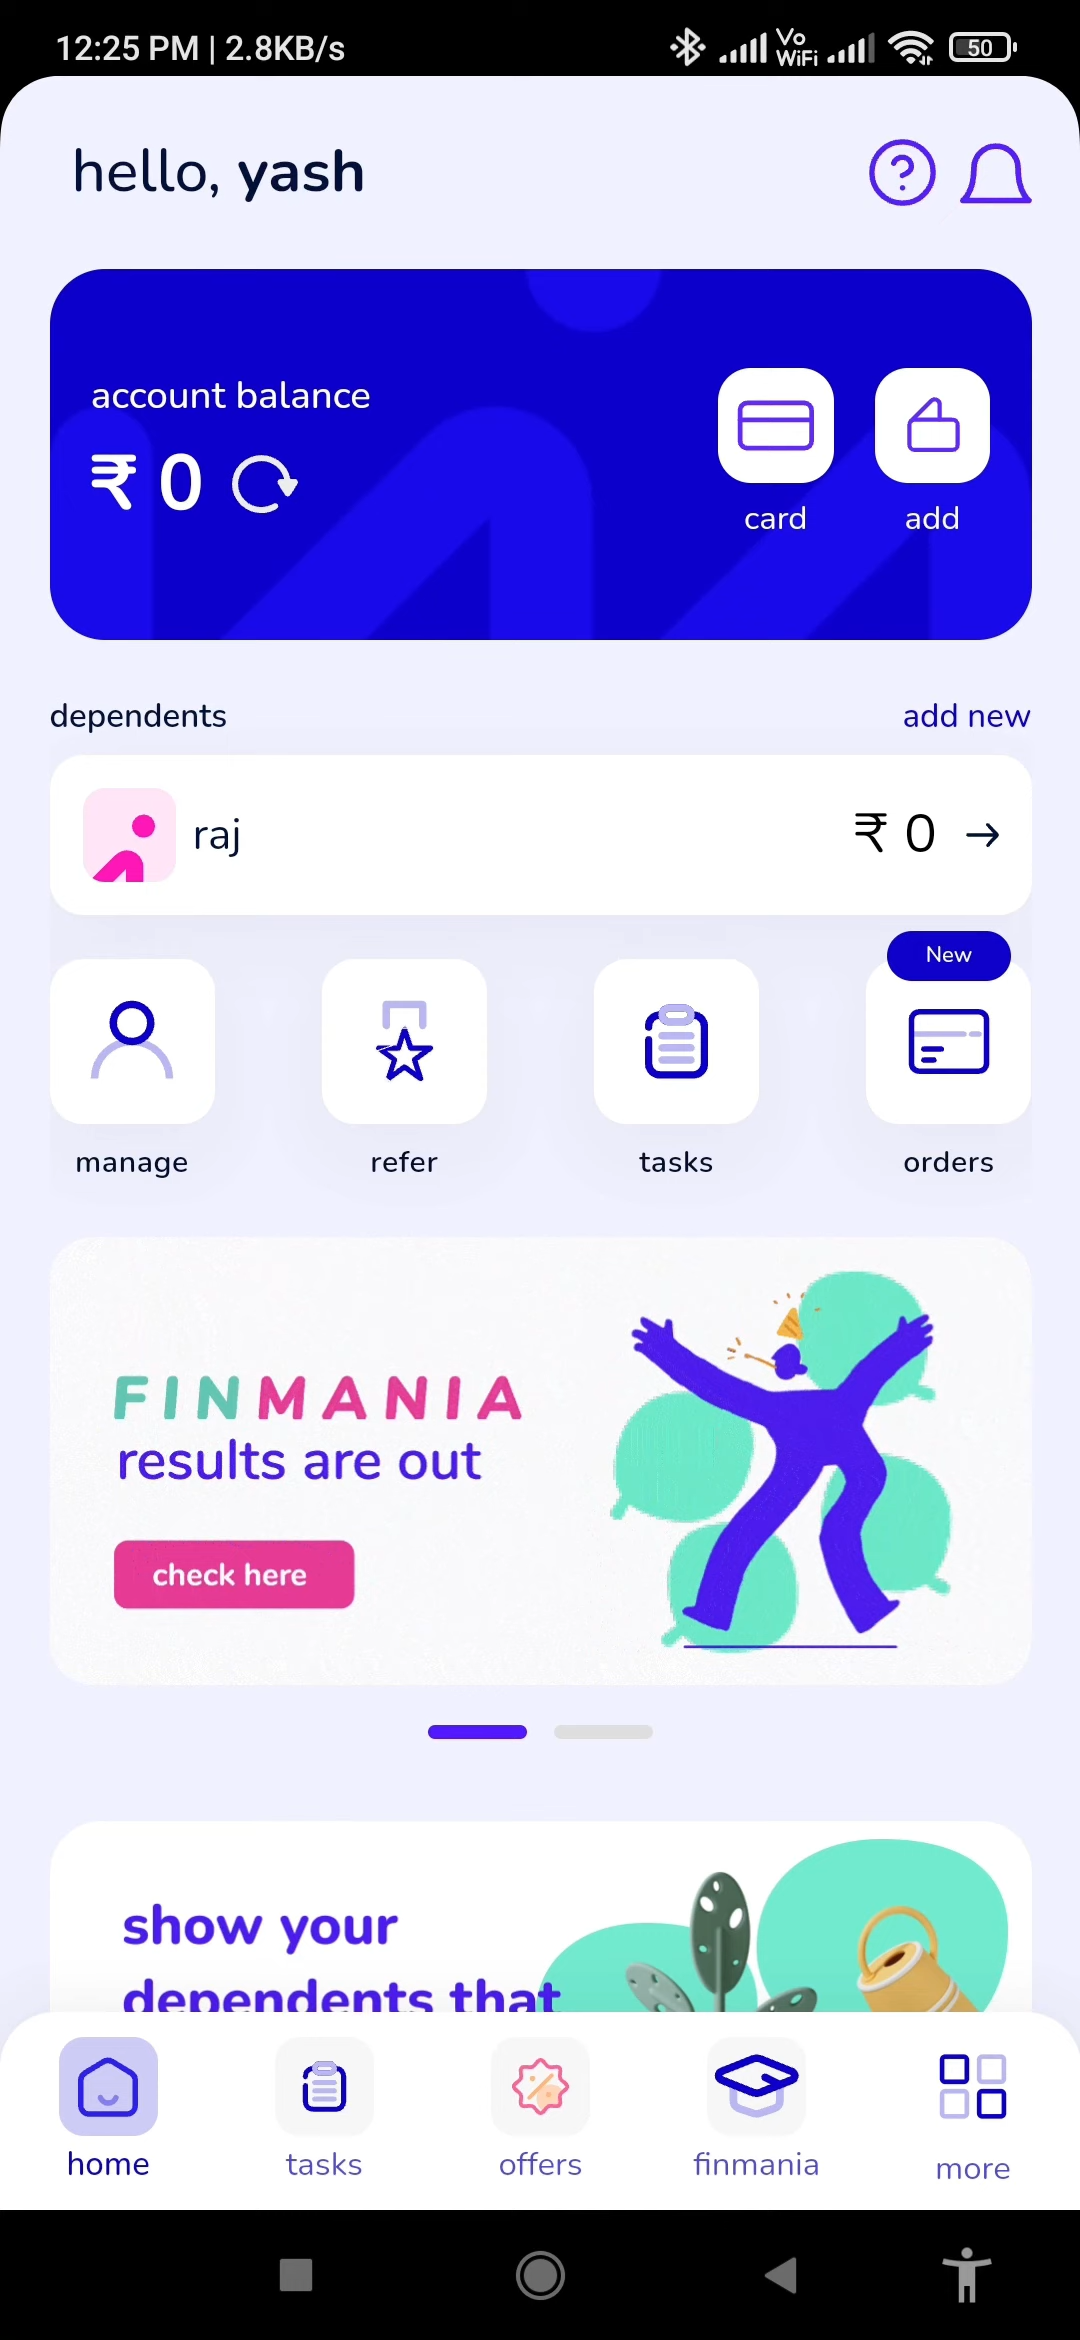 12:25 PM | 2.8KB/s
Vo
WiFi
50
hello, yash
account balance
₹ 0
card
add
dependents
add new
raj
₹ 0
New
manage
refer
tasks
orders
FINMANIA
results are out
check here
show your
dependents that
home
tasks
offers
finmania
more